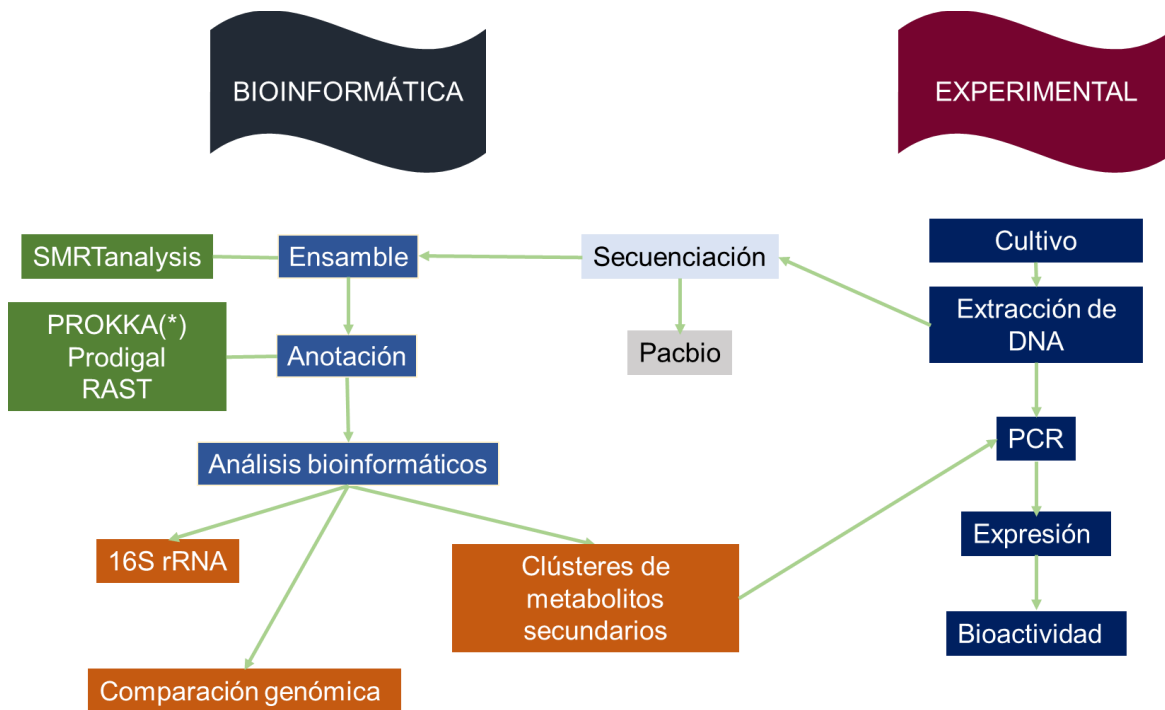 BIOINFORMÁTICA
EXPERIMENTAL
SMRTanalysis
Ensamble
Secuenciación
Cultivo
PROKKA(*)
Prodigal
RAST
Anotación
Pacbio
Extracción de
DNA
Análisis bioinformáticos
PCR
16S rRNA
Clústeres de
metabolitos
secundarios
Expresión
Bioactividad
Comparación genómica